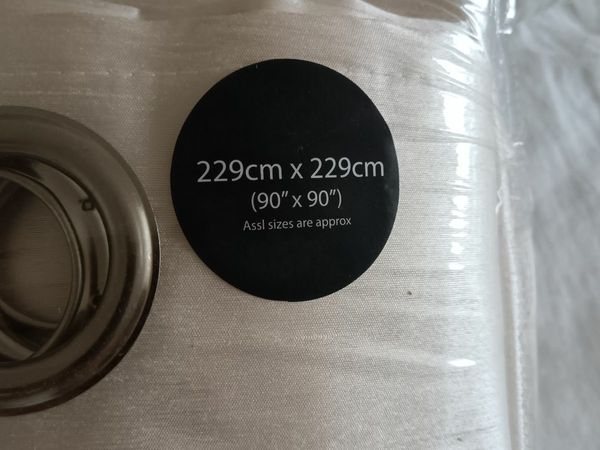 229cm x 229cm
(90” x 90”)
Assl sizes are approx